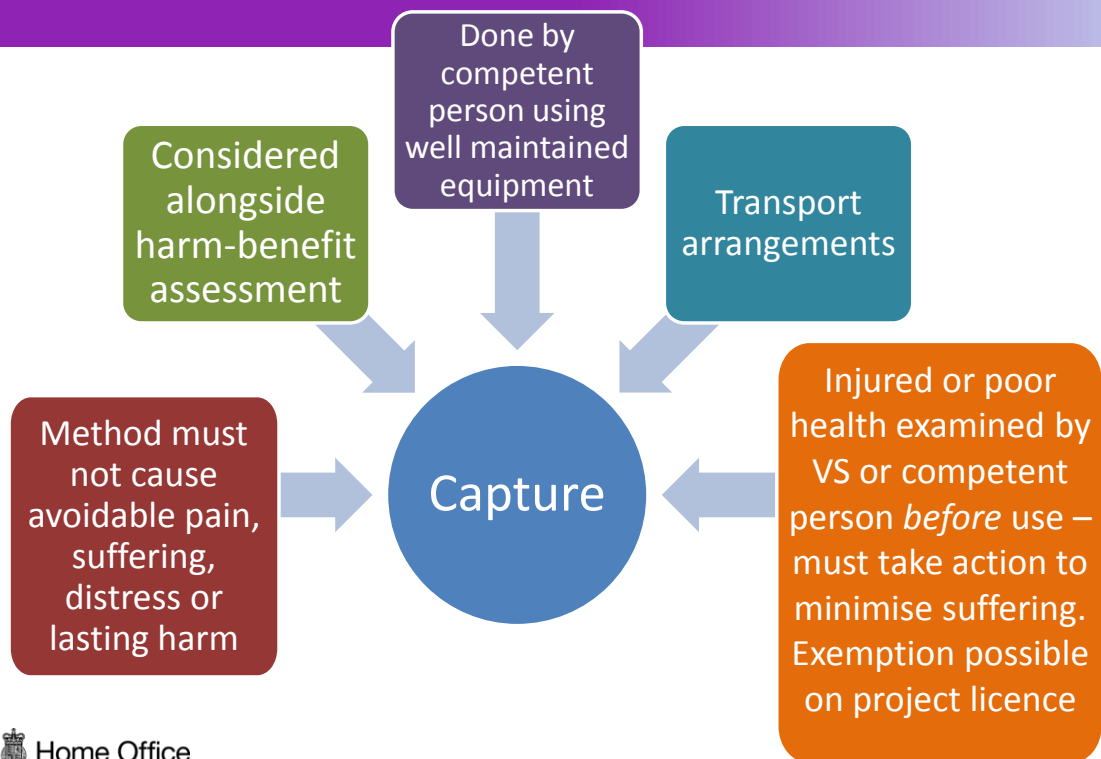 Done by
competent
person using
well maintained
equipment
Considered
alongside
harm-benefit
assessment
Transport
arrangements
Method must
not cause
avoidable pain,
suffering,
distress or
lasting harm
Capture
Injured or poor
health examined by
VS or competent
person before use –
must take action to
minimise suffering.
Exemption possible
on project licence
Home Office